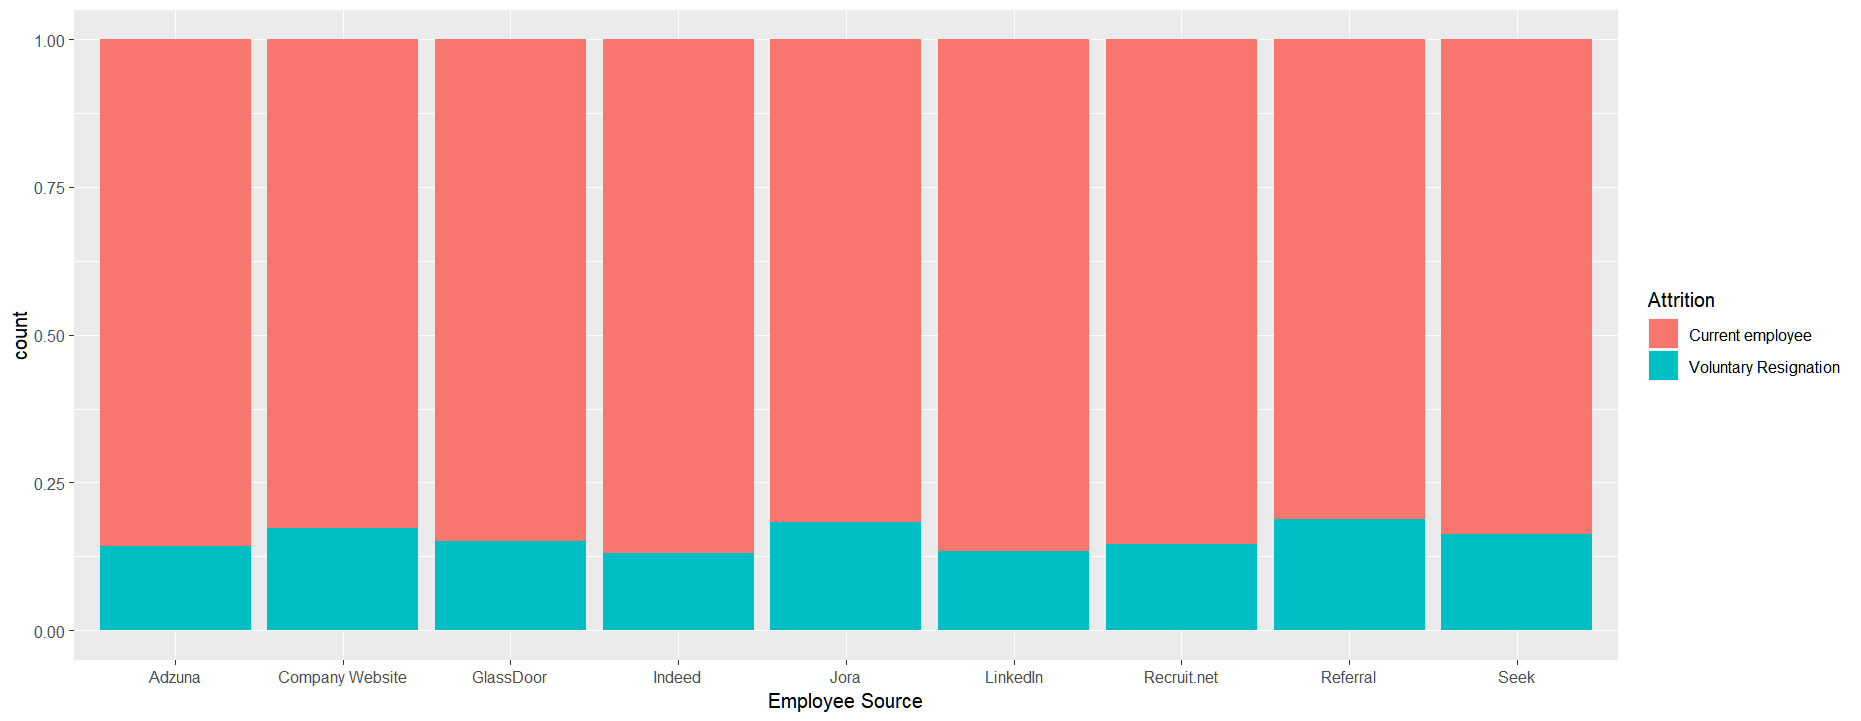 1.00
0.75
0.50
0.25
0.00
count
Adzuna Company Website GlassDoor Indeed Jora LinkedIn Recruit.net Referral Seek
Employee Source
Attrition
Current employee
Voluntary Resignation